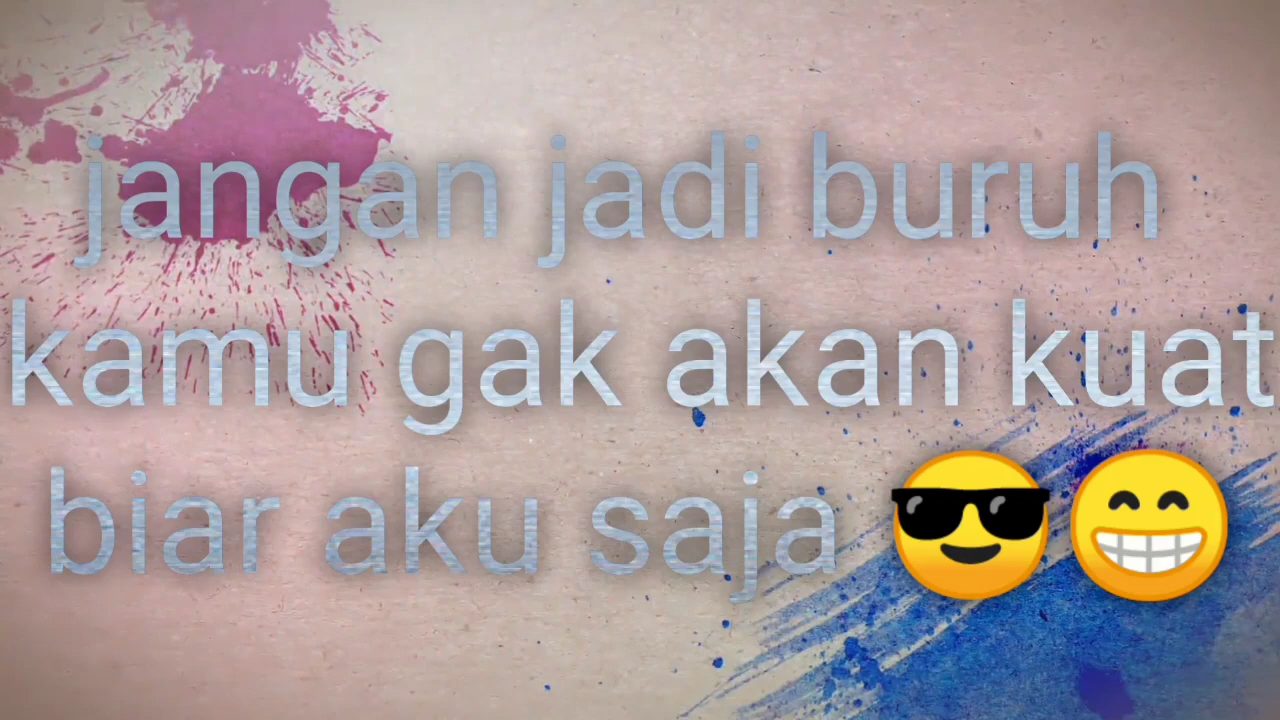 jangan jadi buruh
kamu gak akan kuat
biar aku saja 😎😁